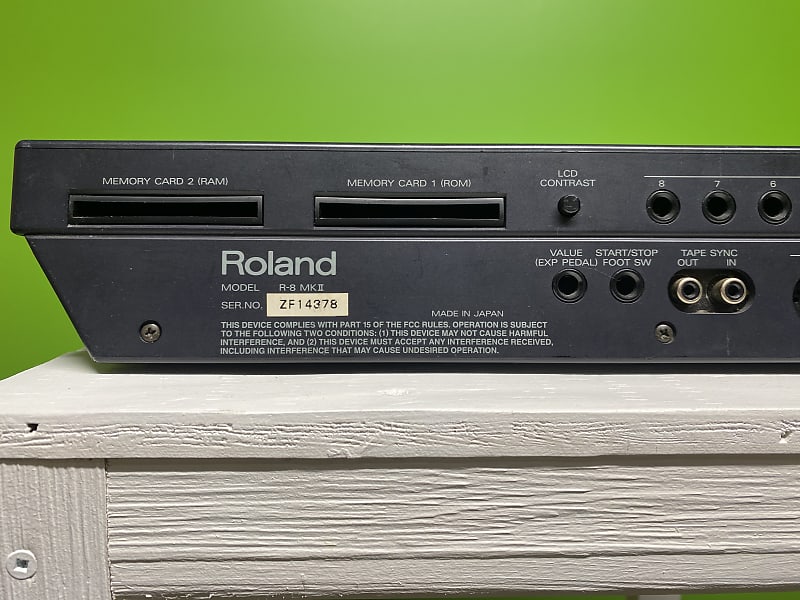 MEMORY CARD 2 (RAM)
MEMORY CARD 1 (ROM)
LCD
CONTRAST
8 7 6
VALUE
(EXP PEDAL)
START/STOP
FOOT SW
TAPE SYNC
OUT IN
Roland
MODEL R-8 MKII
SER.NO. ZF14378
MADE IN JAPAN
THIS DEVICE COMPLIES WITH PART 15 OF THE FCC RULES. OPERATION IS SUBJECT
TO THE FOLLOWING TWO CONDITIONS: (1) THIS DEVICE MAY NOT CAUSE HARMFUL
INTERFERENCE, AND (2) THIS DEVICE MUST ACCEPT ANY INTERFERENCE RECEIVED,
INCLUDING INTERFERENCE THAT MAY CAUSE UNDESIRED OPERATION.